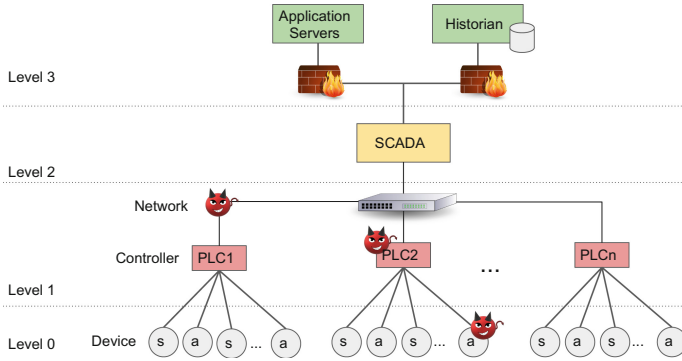 Application
Servers
Historian
Level 3
SCADA
Level 2
Network
Controller
PLC1
PLC2
...
PLCn
Level 1
Level 0
Device
s a s ... a
s a s ... a
s a s ... a